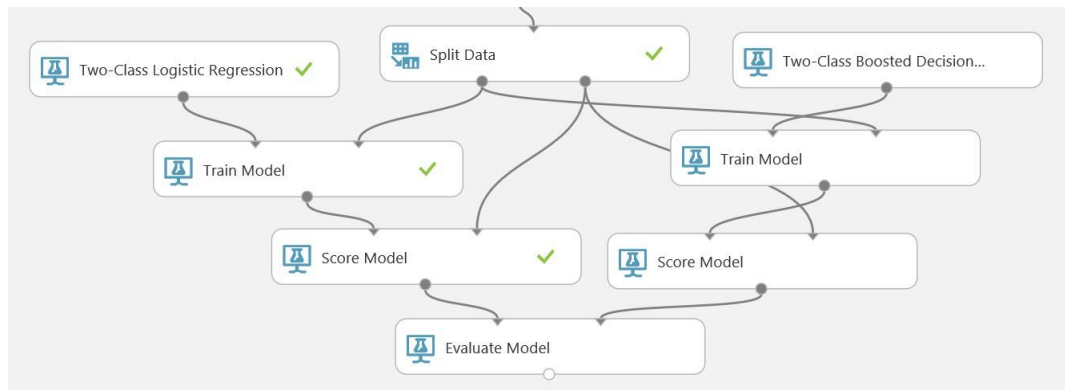 Split Data
Two-Class Logistic Regression
Two-Class Boosted Decision...
Train Model
Train Model
Score Model
Score Model
Evaluate Model